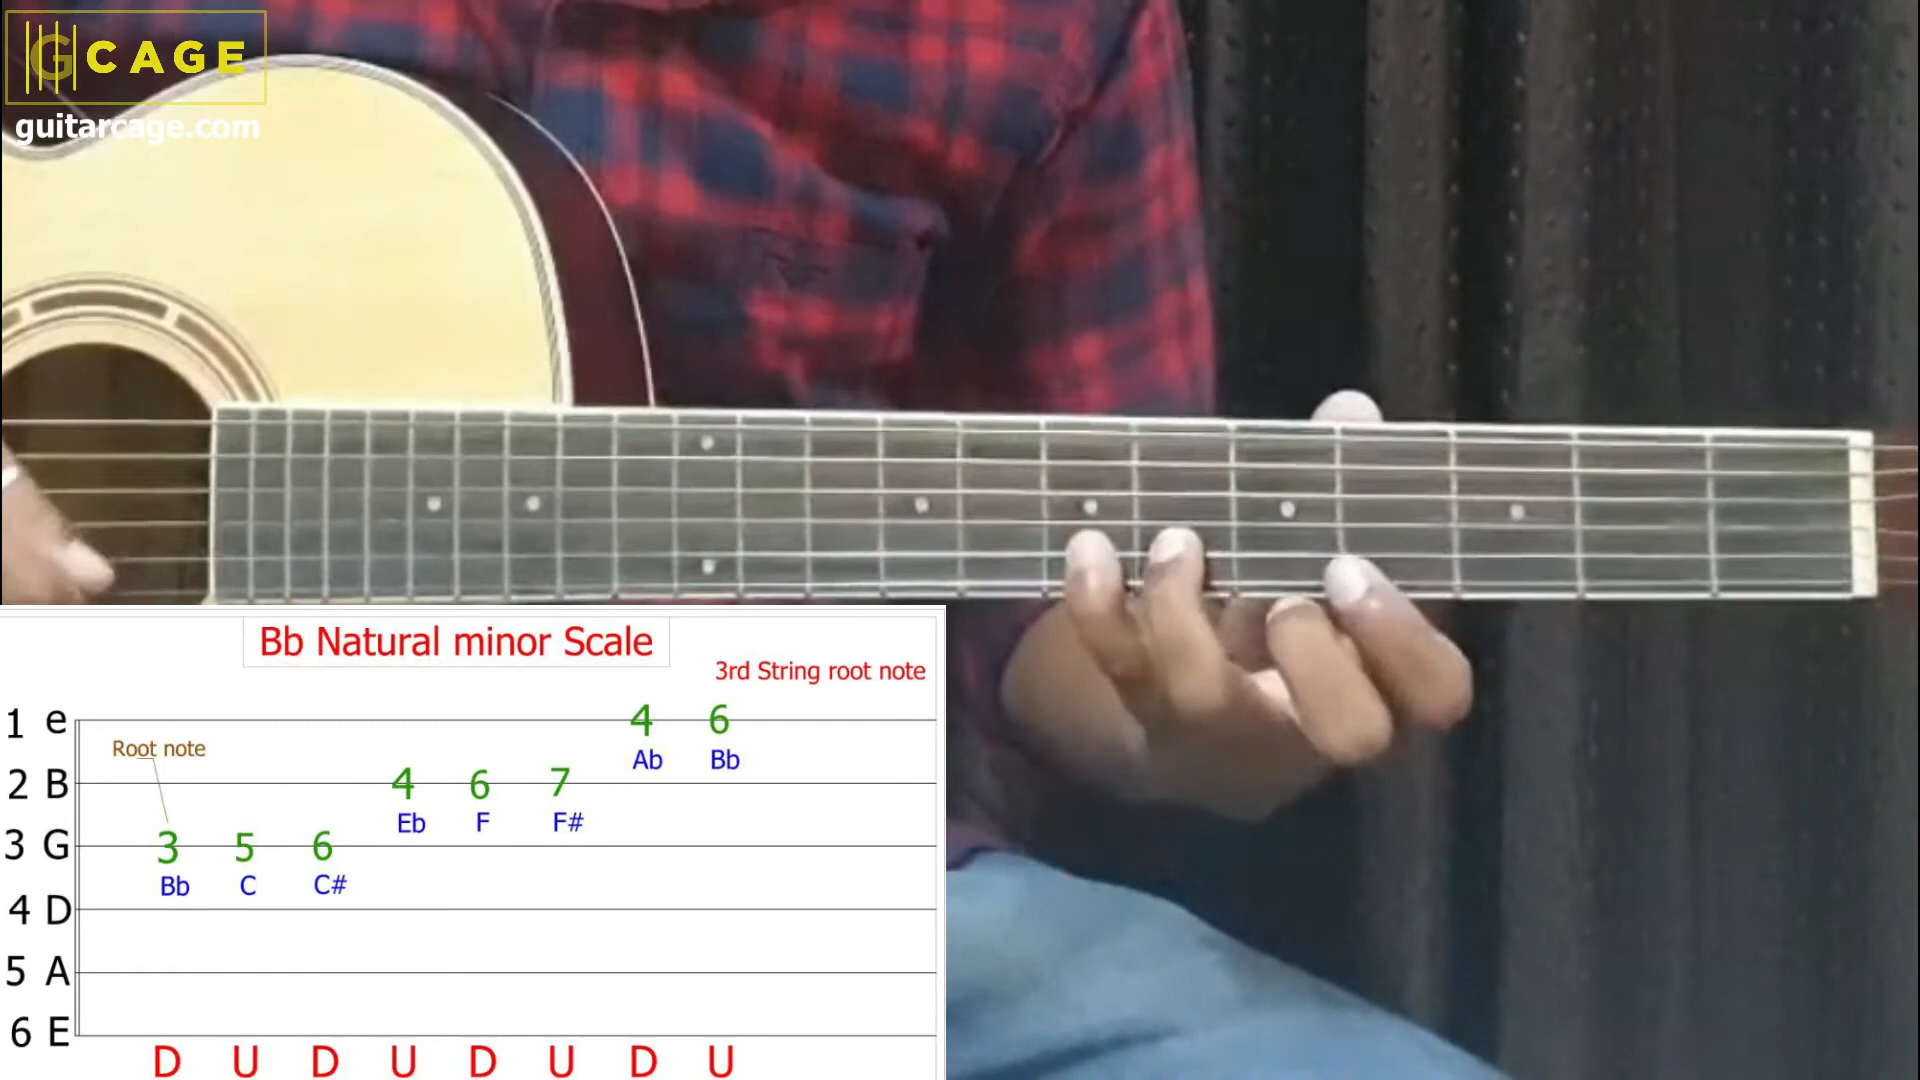 G CAGE
guitarcage.com
Bb Natural minor Scale
3rd String root note
1 e 4 6
Root note
Ab Bb
2 B 4 6 7
Eb F F#
3 G 3 5 6
Bb C C#
4 D
5 A
6 E
D U D U D U D U